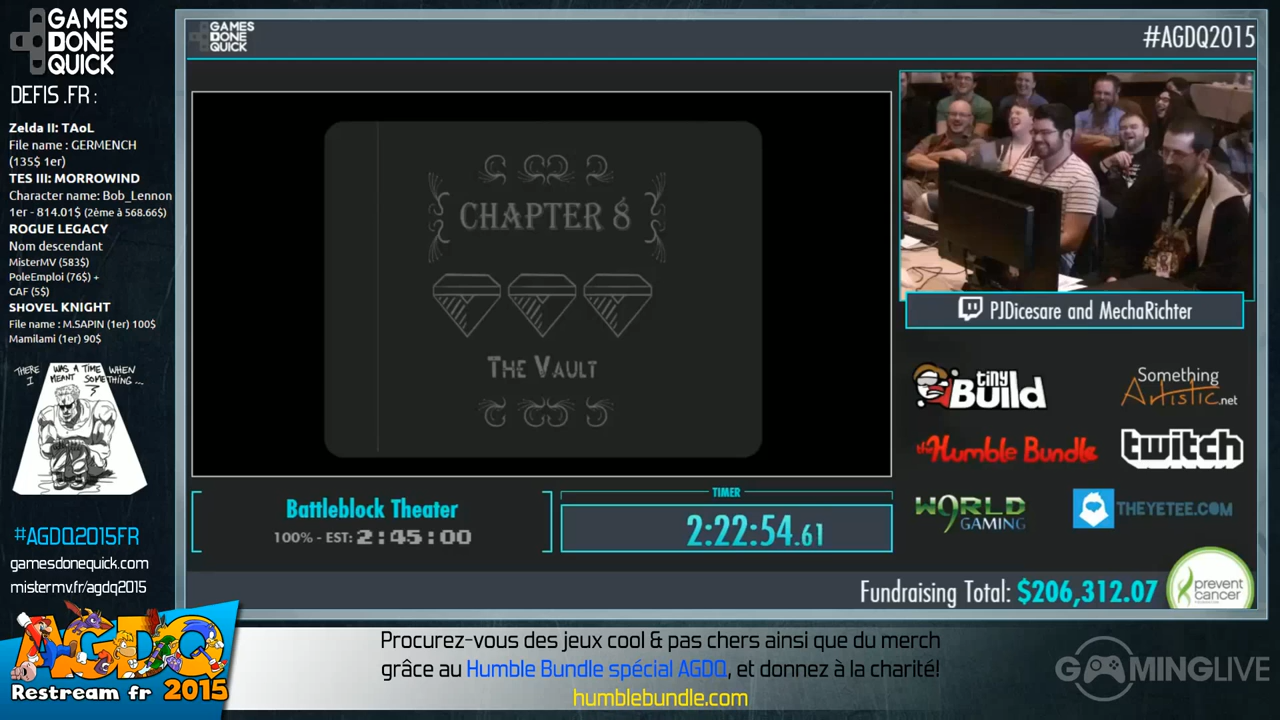 GAMES
DONE
QUICK
DEFIS .FR :
Zelda II: TAoL
File name : GERMENCH
(135$ 1er)
TES III: MORROWIND
Character name: Bob_Lennon
1er - 814.01$ (2ème à 568.66$)
ROGUE LEGACY
Nom descendant
MisterMV (583$)
PoleEmploi (76$) +
CAF (5$)
SHOVEL KNIGHT
File name : M.SAPIN (1er) 100$
Mamilami (1er) 90$
THERE WAS A TIME WHEN
I MEANT SOMETHING...
#AGDQ2015FR
gamesdonequick.com
mistermv.fr/agdq2015
AGDQ
Restream fr 2015
GAMES
DONE
QUICK
#AGDQ2015
CHAPTER 8
THE VAULT
PJDicesare and MechaRichter
tiny
Build
Something
Artistic.net
the Humble Bundle
twitch
WORLD
GAMING
THEYETEE.COM
Battleblock Theater
100% - EST: 2:45:00
TIMER
2:22:54.61
Fundraising Total: $206,312.07
prevent
cancer
Procurez-vous des jeux cool & pas chers ainsi que du merch
grâce au Humble Bundle spécial AGDQ, et donnez à la charité!
humblebundle.com
GAMINGLIVE